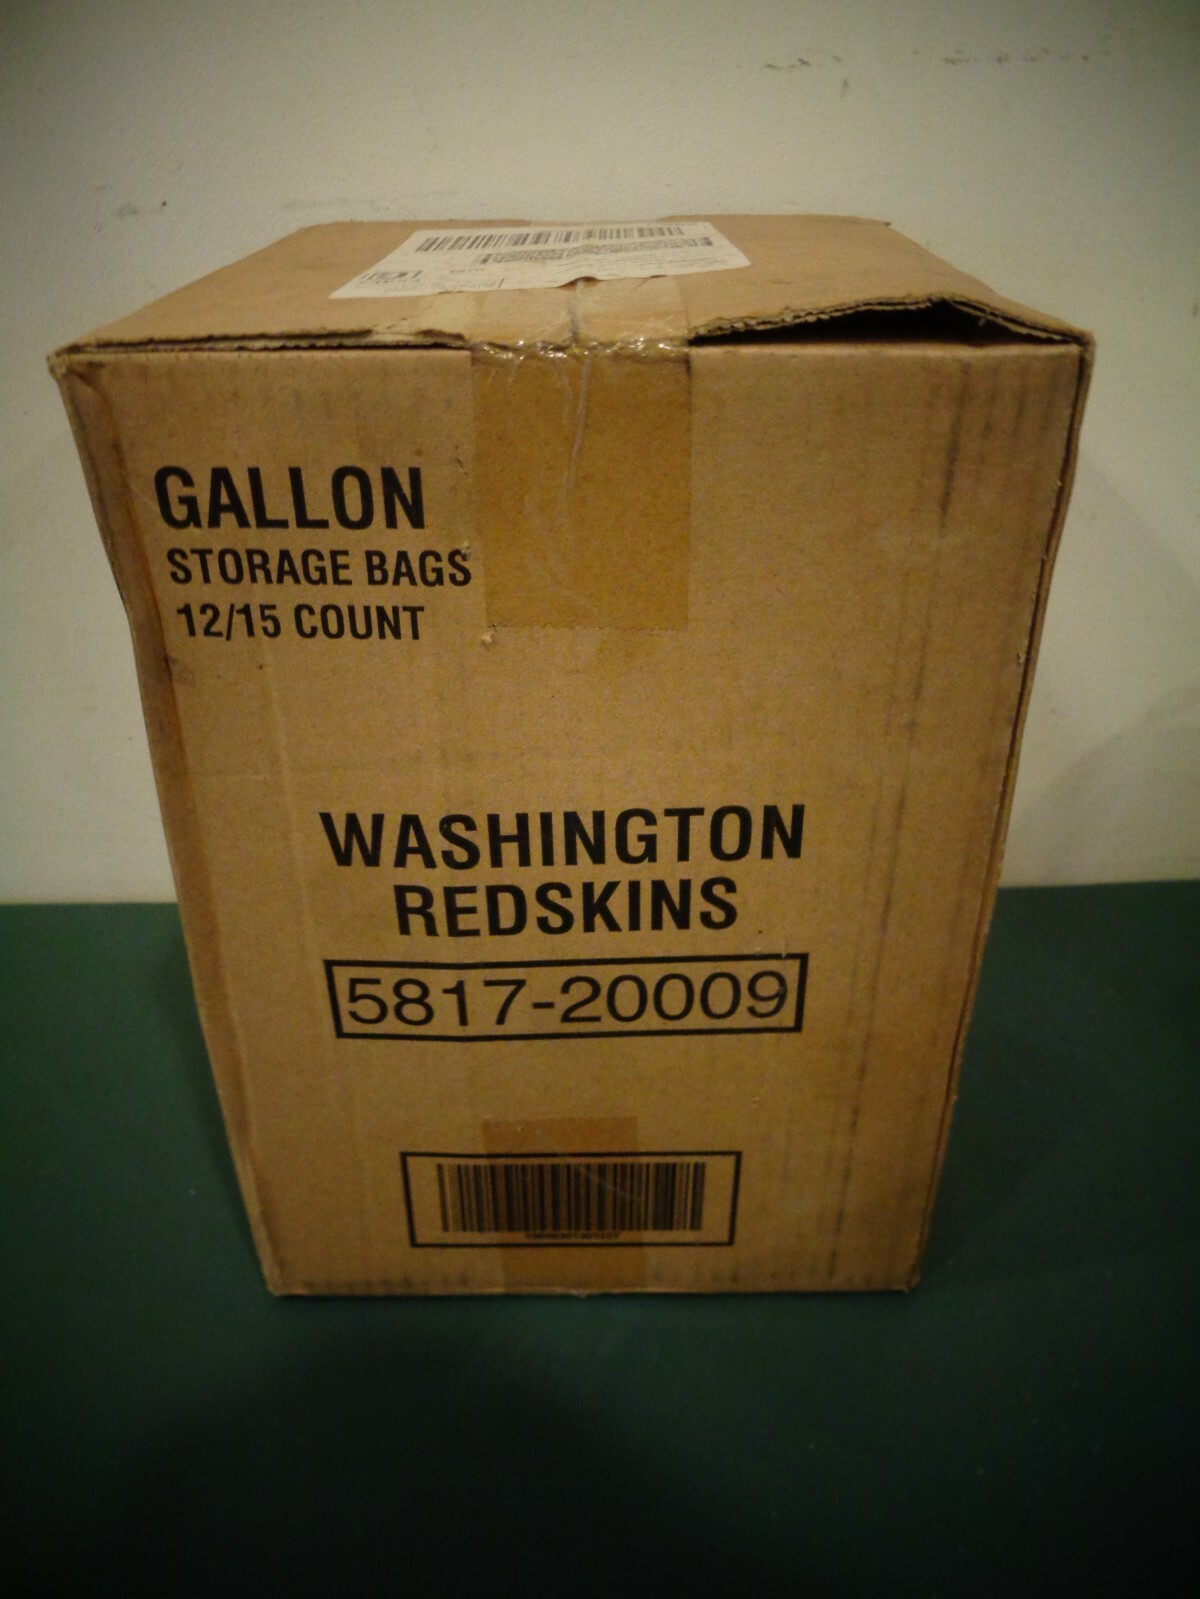 GALLON
STORAGE BAGS
12/15 COUNT
WASHINGTON
REDSKINS
5817-20009